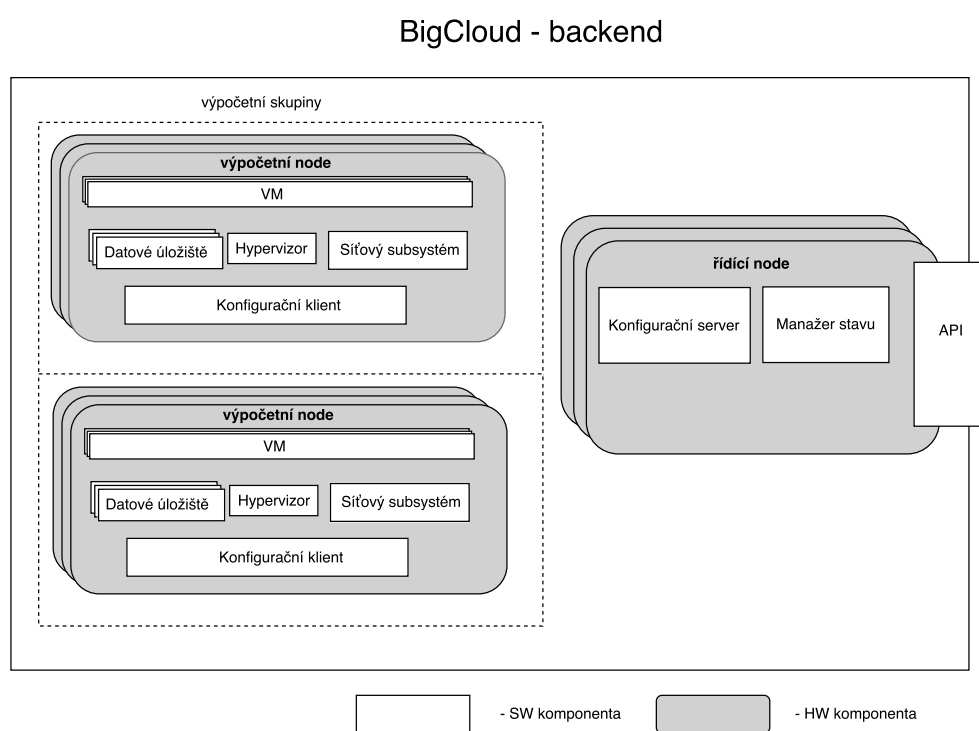 BigCloud - backend
výpočetní skupiny
výpočetní node
VM
Datové úložiště
Hypervizor
Síťový subsystém
Konfigurační klient
výpočetní node
VM
Datové úložiště
Hypervizor
Síťový subsystém
Konfigurační klient
řídící node
Konfigurační server
Manažer stavu
API
- SW komponenta
- HW komponenta